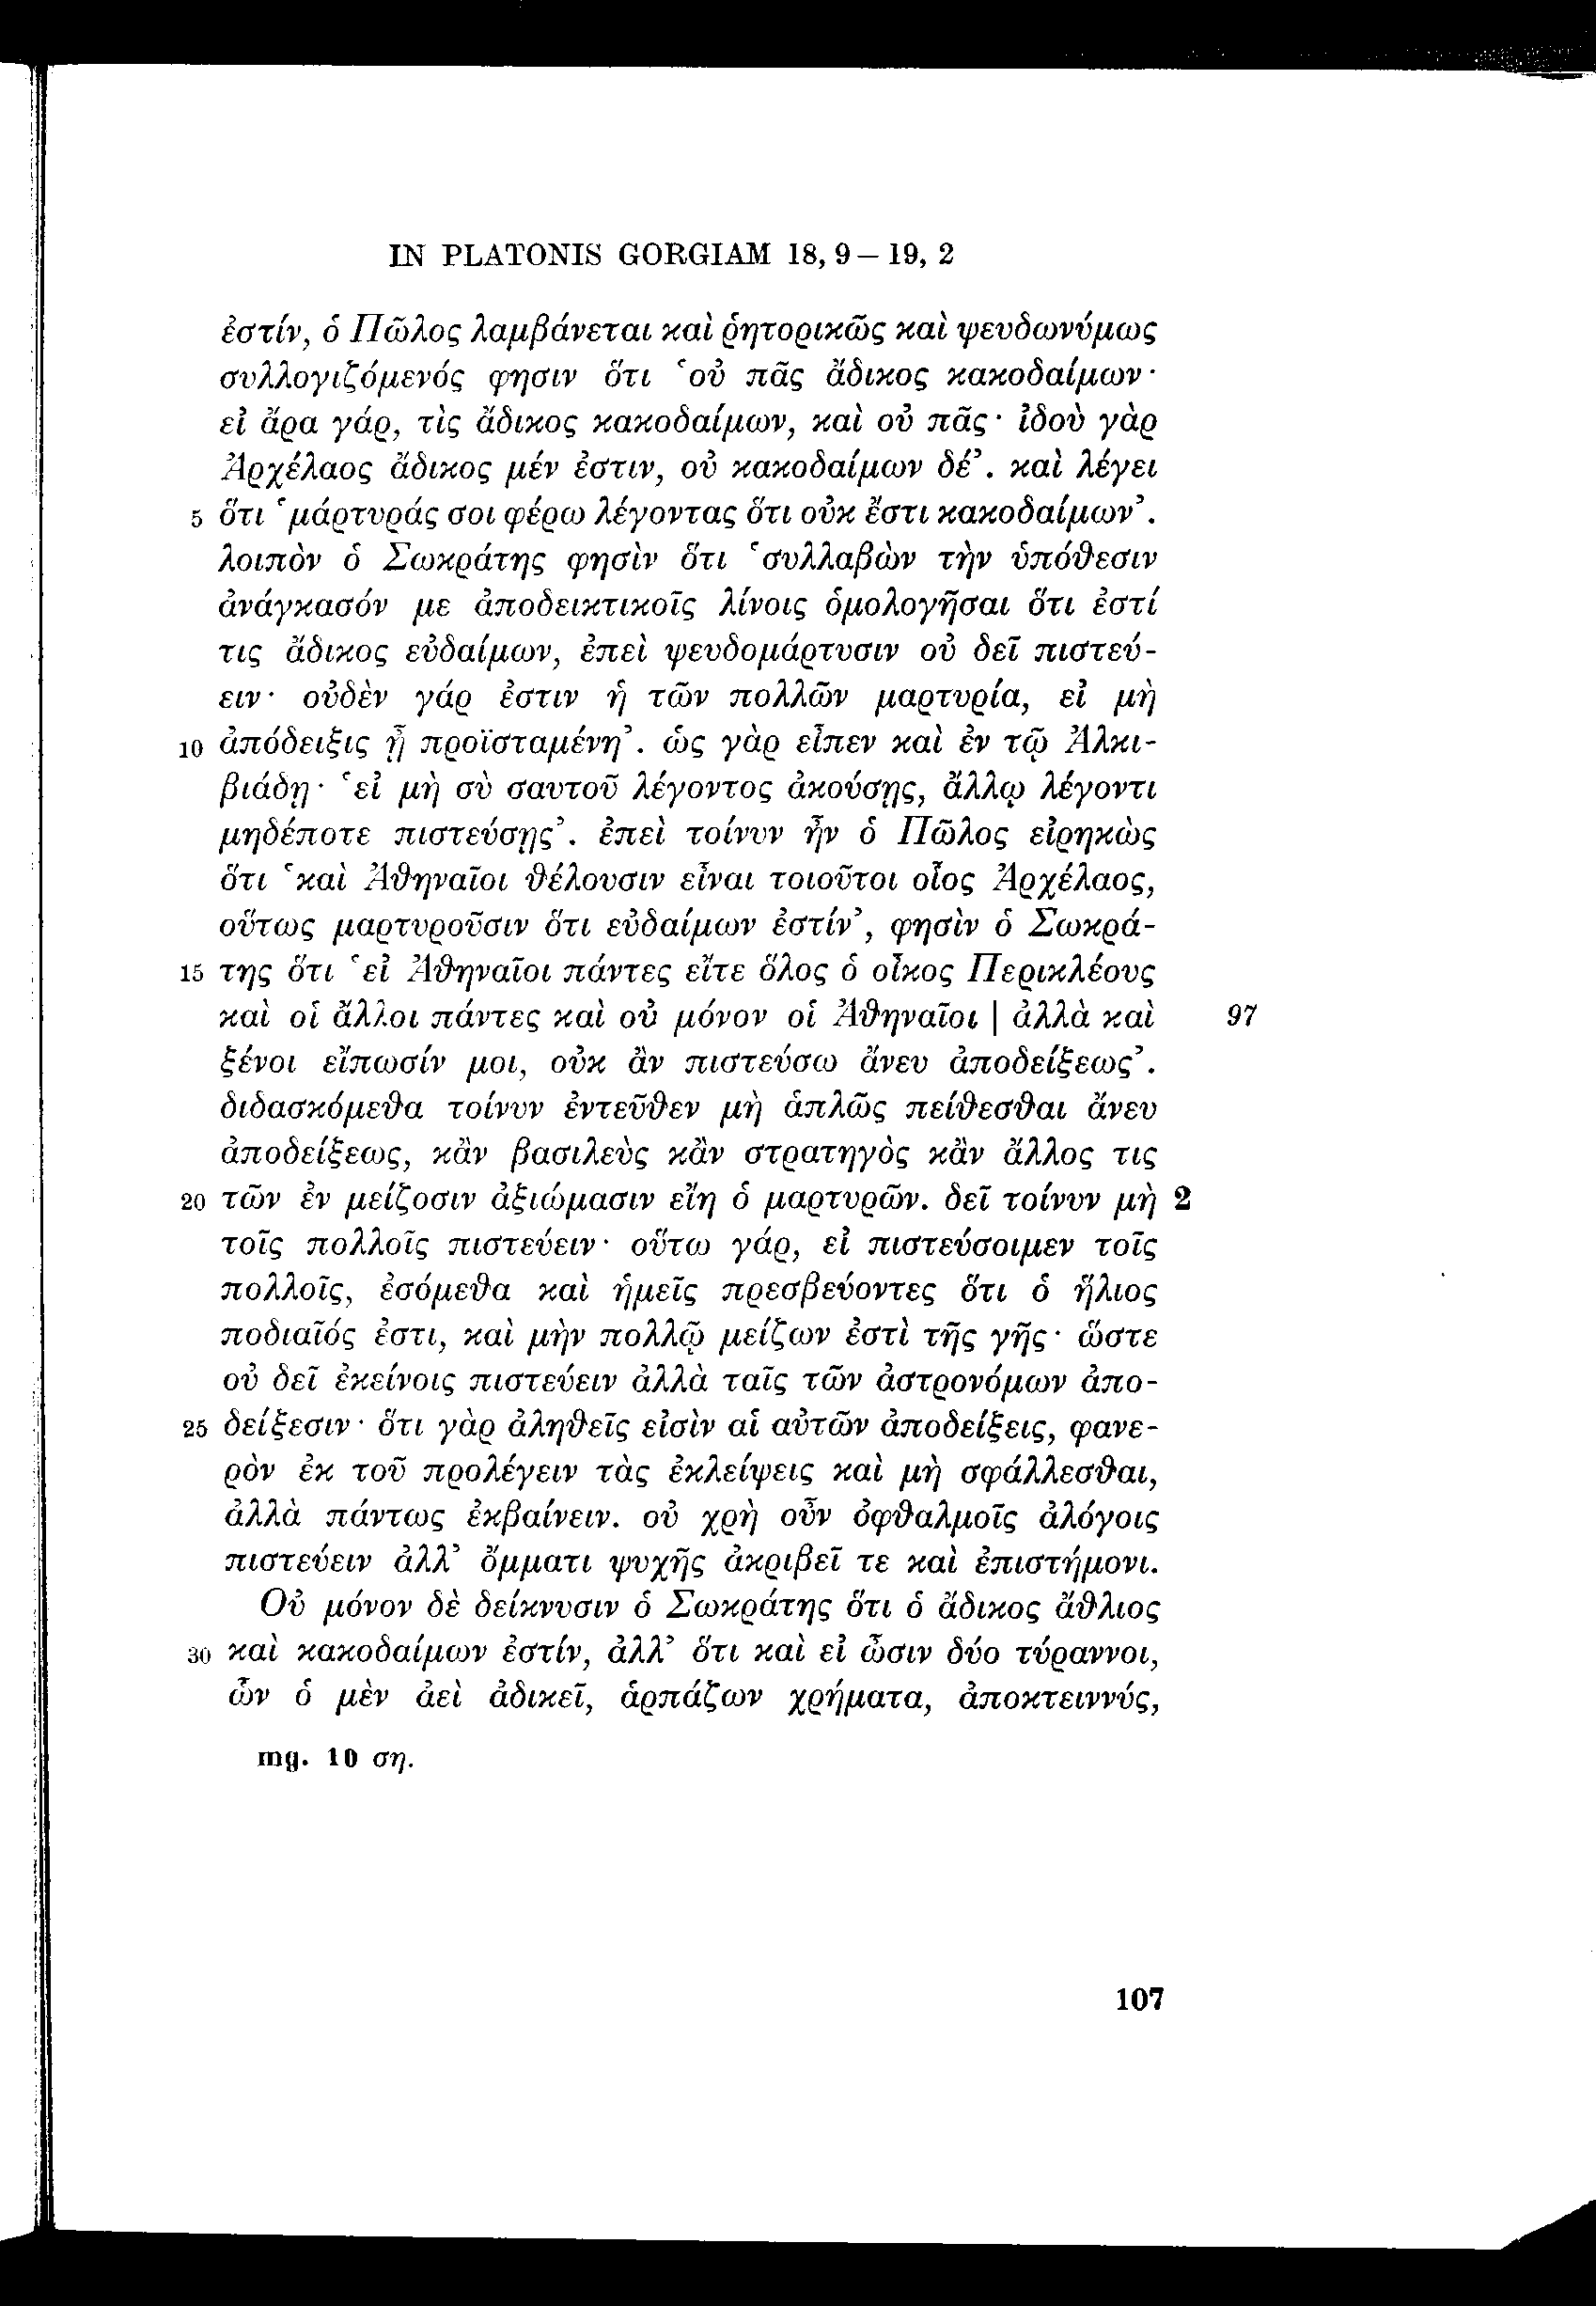 IN PLATONIS GORGIAM 18, 9 – 19, 2
ἐστίν, ὁ Πῶλος λαμβάνεται καὶ ῥητορικῶς καὶ ψευδωνύμως
συλλογιζόμενός φησιν ὅτι ‘οὐ πᾶς ἄδικος κακοδαίμων·
εἰ ἄρα γάρ, τὶς ἄδικος κακοδαίμων, καὶ οὐ πᾶς· ἰδοὺ γὰρ
Ἀρχέλαος ἄδικος μέν ἐστιν, οὐ κακοδαίμων δέ’. καὶ λέγει
5 ὅτι ‘μάρτυράς σοι φέρω λέγοντας ὅτι οὐκ ἔστι κακοδαίμων’.
λοιπὸν ὁ Σωκράτης φησὶν ὅτι ‘συλλαβὼν τὴν ὑπόθεσιν
ἀνάγκασόν με ἀποδεικτικοῖς λίνοις ὁμολογῆσαι ὅτι ἐστί
τις ἄδικος εὐδαίμων, ἐπεὶ ψευδομάρτυσιν οὐ δεῖ πιστεύ-
ειν· οὐδὲν γάρ ἐστιν ἡ τῶν πολλῶν μαρτυρία, εἰ μὴ
10 ἀπόδειξις ᾖ προϊσταμένη’. ὡς γὰρ εἶπεν καὶ ἐν τῷ Ἀλκι-
βιάδῃ· ‘εἰ μὴ σὺ σαυτοῦ λέγοντος ἀκούσῃς, ἄλλῳ λέγοντι
μηδέποτε πιστεύσῃς’. ἐπεὶ τοίνυν ἦν ὁ Πῶλος εἰρηκὼς
ὅτι ‘καὶ Ἀθηναῖοι θέλουσιν εἶναι τοιοῦτοι οἷος Ἀρχέλαος,
οὕτως μαρτυροῦσιν ὅτι εὐδαίμων ἐστίν’, φησὶν ὁ Σωκρά-
15 της ὅτι ‘εἰ Ἀθηναῖοι πάντες εἴτε ὅλος ὁ οἶκος Περικλέους
καὶ οἱ ἄλλοι πάντες καὶ οὐ μόνον οἱ Ἀθηναῖοι | ἀλλὰ καὶ 97
ξένοι εἴπωσίν μοι, οὐκ ἂν πιστεύσω ἄνευ ἀποδείξεως’.
διδασκόμεθα τοίνυν ἐντεῦθεν μὴ ἁπλῶς πείθεσθαι ἄνευ
ἀποδείξεως, κἂν βασιλεὺς κἂν στρατηγὸς κἂν ἄλλος τις
20 τῶν ἐν μείζοσιν ἀξιώμασιν εἴη ὁ μαρτυρῶν. δεῖ τοίνυν μὴ 2
τοῖς πολλοῖς πιστεύειν· οὕτω γάρ, εἰ πιστεύσοιμεν τοῖς
πολλοῖς, ἐσόμεθα καὶ ἡμεῖς πρεσβεύοντες ὅτι ὁ ἥλιος
ποδιαῖός ἐστι, καὶ μὴν πολλῷ μείζων ἐστὶ τῆς γῆς· ὥστε
οὐ δεῖ ἐκείνοις πιστεύειν ἀλλὰ ταῖς τῶν ἀστρονόμων ἀπο-
25 δείξεσιν· ὅτι γὰρ ἀληθεῖς εἰσὶν αἱ αὐτῶν ἀποδείξεις, φανε-
ρὸν ἐκ τοῦ προλέγειν τὰς ἐκλείψεις καὶ μὴ σφάλλεσθαι,
ἀλλὰ πάντως ἐκβαίνειν. οὐ χρὴ οὖν ὀφθαλμοῖς ἀλόγοις
πιστεύειν ἀλλ’ ὄμματι ψυχῆς ἀκριβεῖ τε καὶ ἐπιστήμονι.
Οὐ μόνον δὲ δείκνυσιν ὁ Σωκράτης ὅτι ὁ ἄδικος ἄθλιος
30 καὶ κακοδαίμων ἐστίν, ἀλλ’ ὅτι καὶ εἰ ὦσιν δύο τύραννοι,
ὧν ὁ μὲν ἀεὶ ἀδικεῖ, ἁρπάζων χρήματα, ἀποκτειννύς,
mg. 10 ση.
107